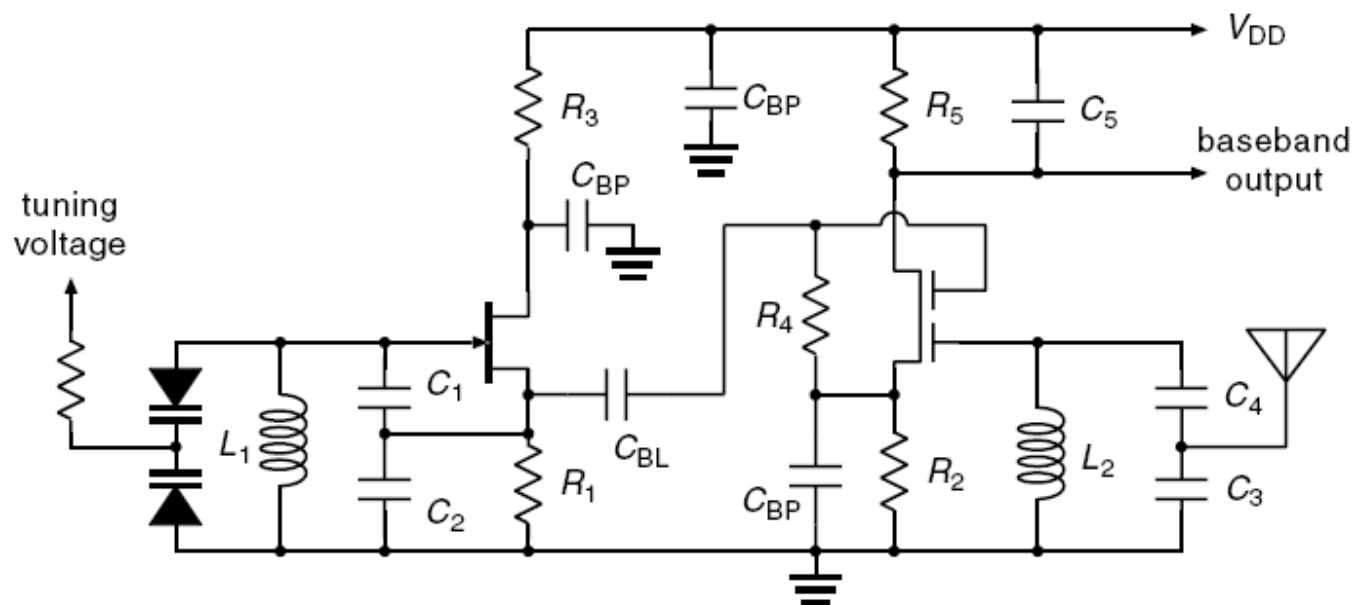 V_DD
C_BP
R_5
C_5
R_3
baseband
output
C_BP
tuning
voltage
R_4
C_1
C_4
L_1
C_BL
L_2
R_1
R_2
C_3
C_2
C_BP